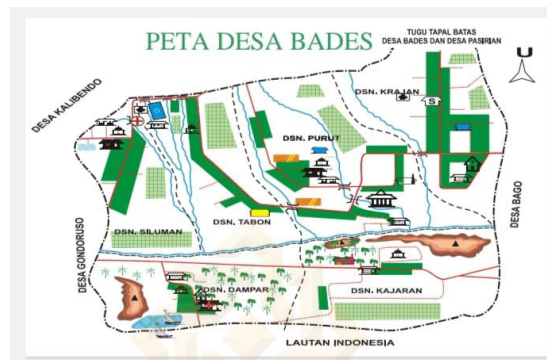 PETA DESA BADES
TUGU TAPAL BATAS
DESA BADES DAN DESA PASIRIAN
U
DESA KALIBENDO
DSN. KRAJAN
S
DSN. PURUT
DESA BAGO
DSN. TABON
DSN. SILUMAN
DESA GONDORUSO
DSN. DAMPAR
DSN. KAJARAN
LAUTAN INDONESIA